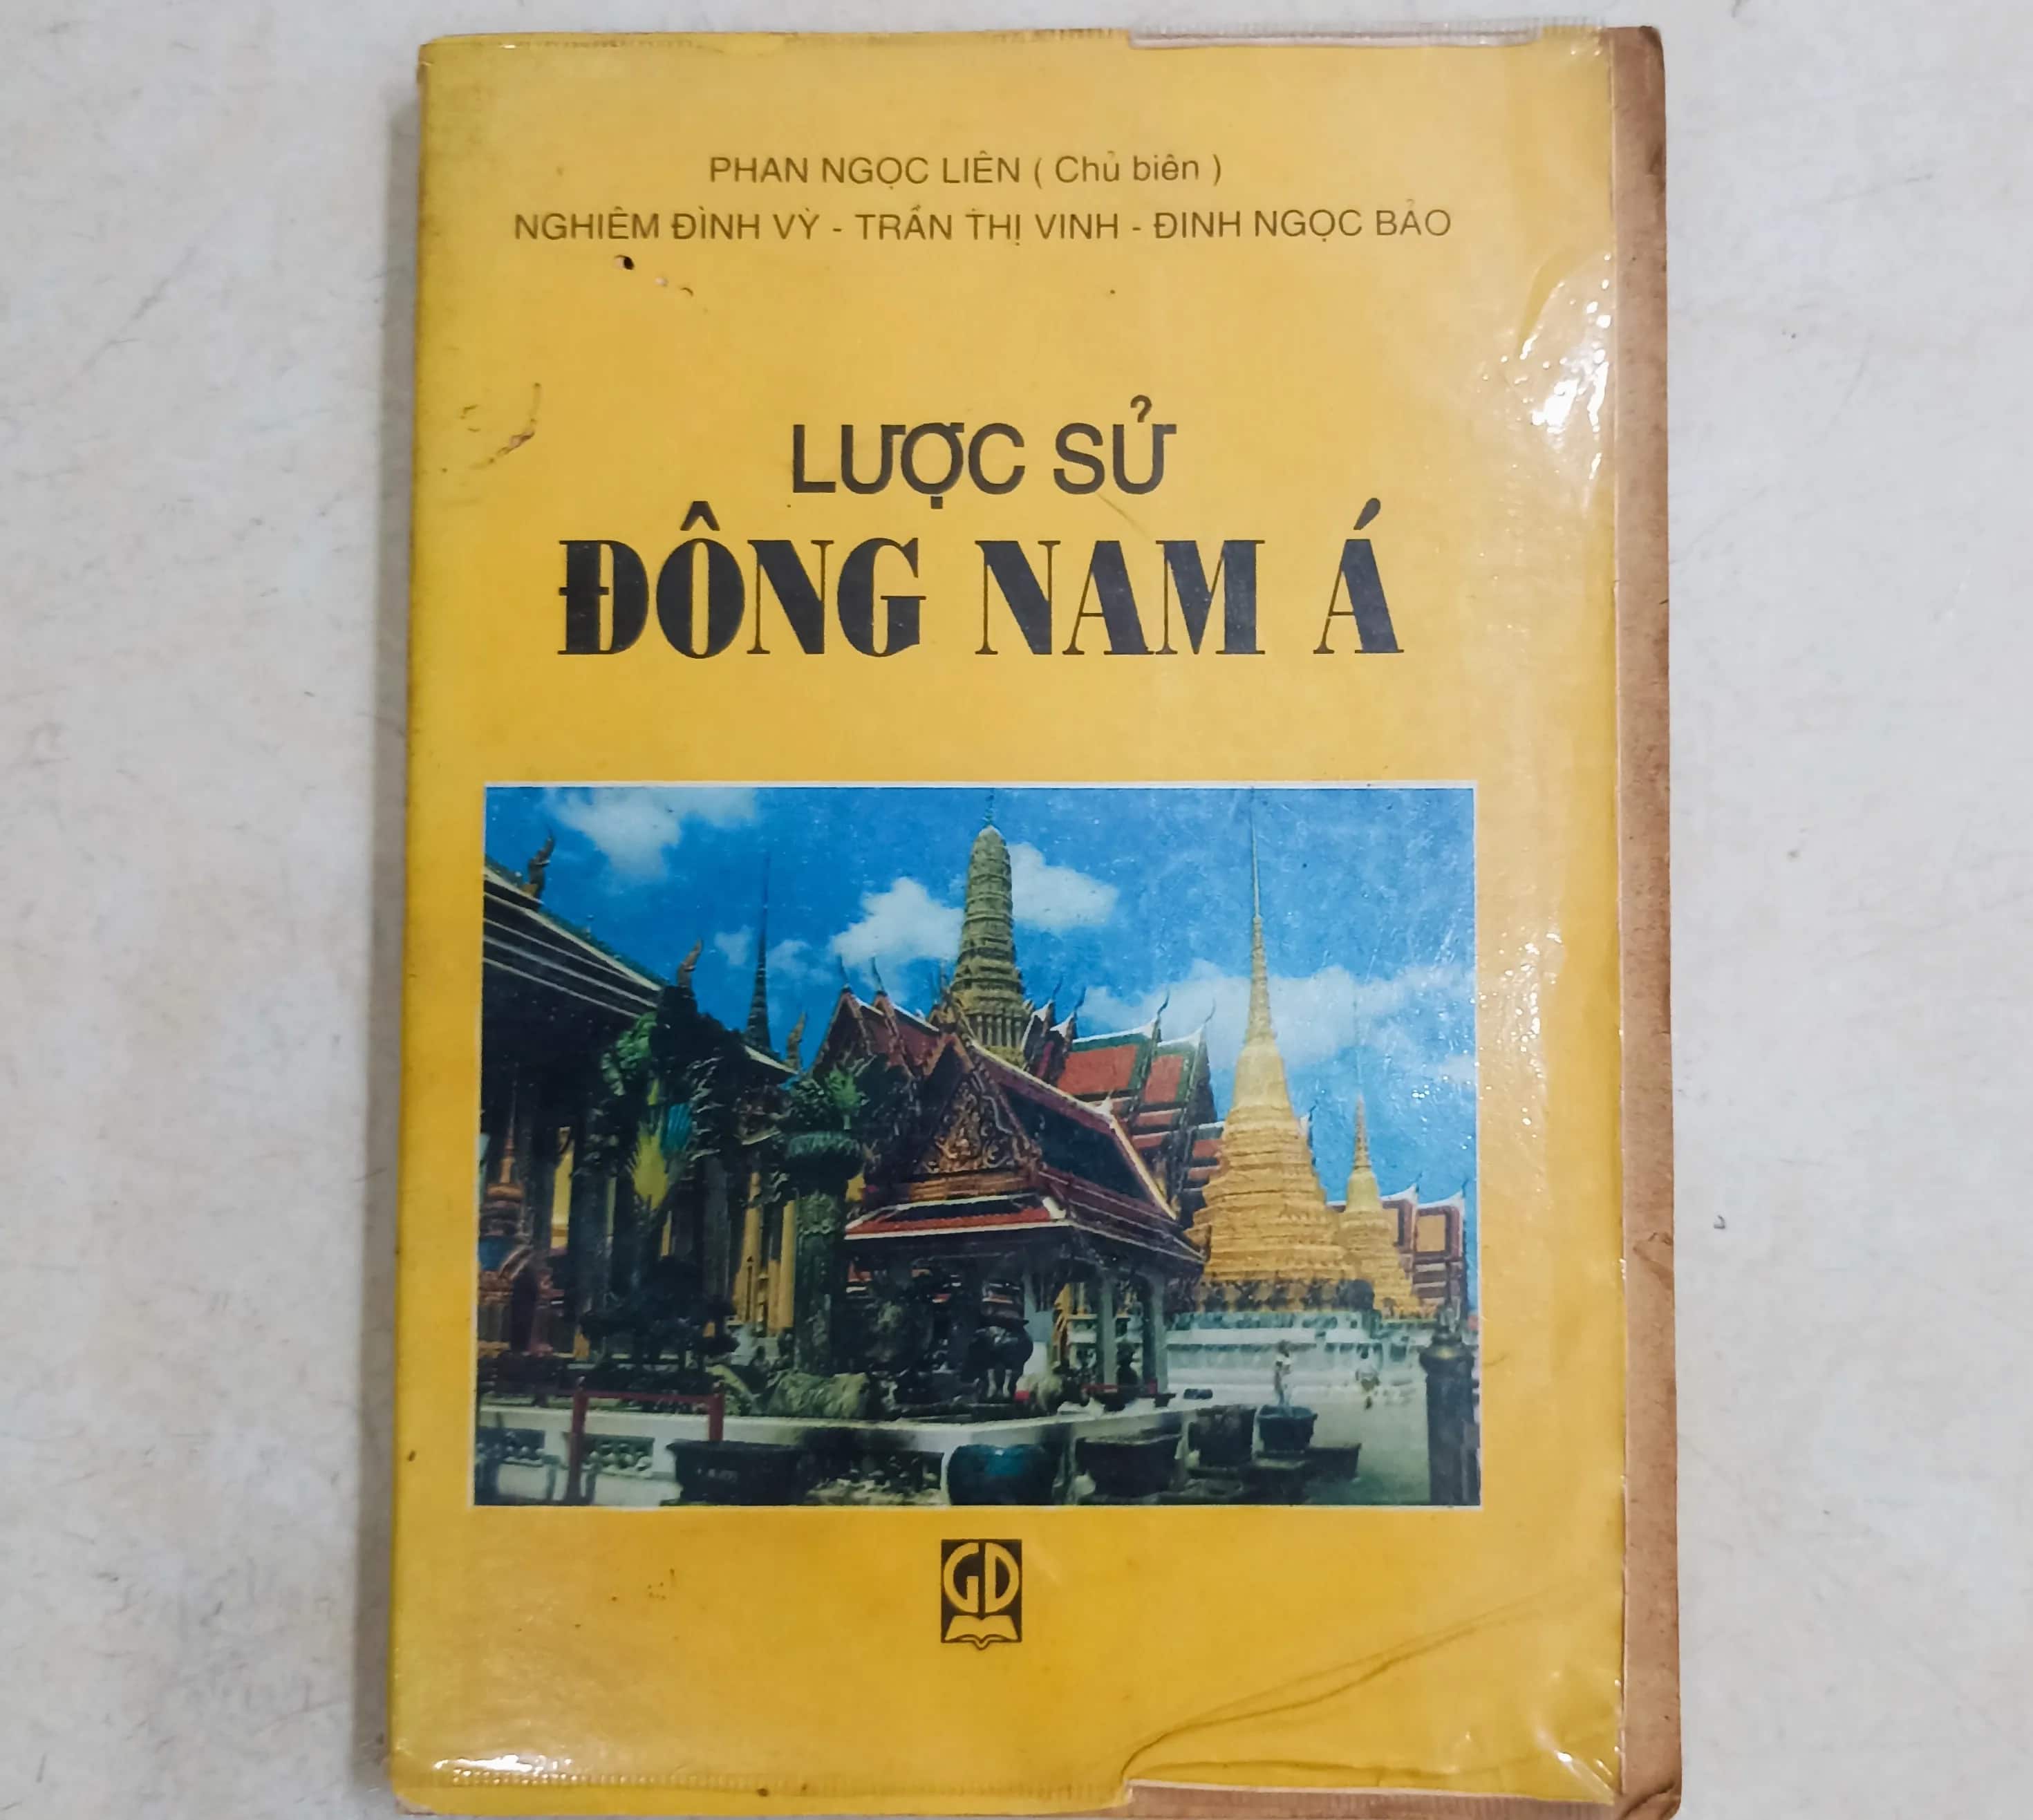 PHAN NGỌC LIÊN ( Chủ biên )
NGHIÊM ĐÌNH VỲ - TRẦN THỊ VINH - ĐINH NGỌC BẢO
LƯỢC SỬ
ĐÔNG NAM Á
GD